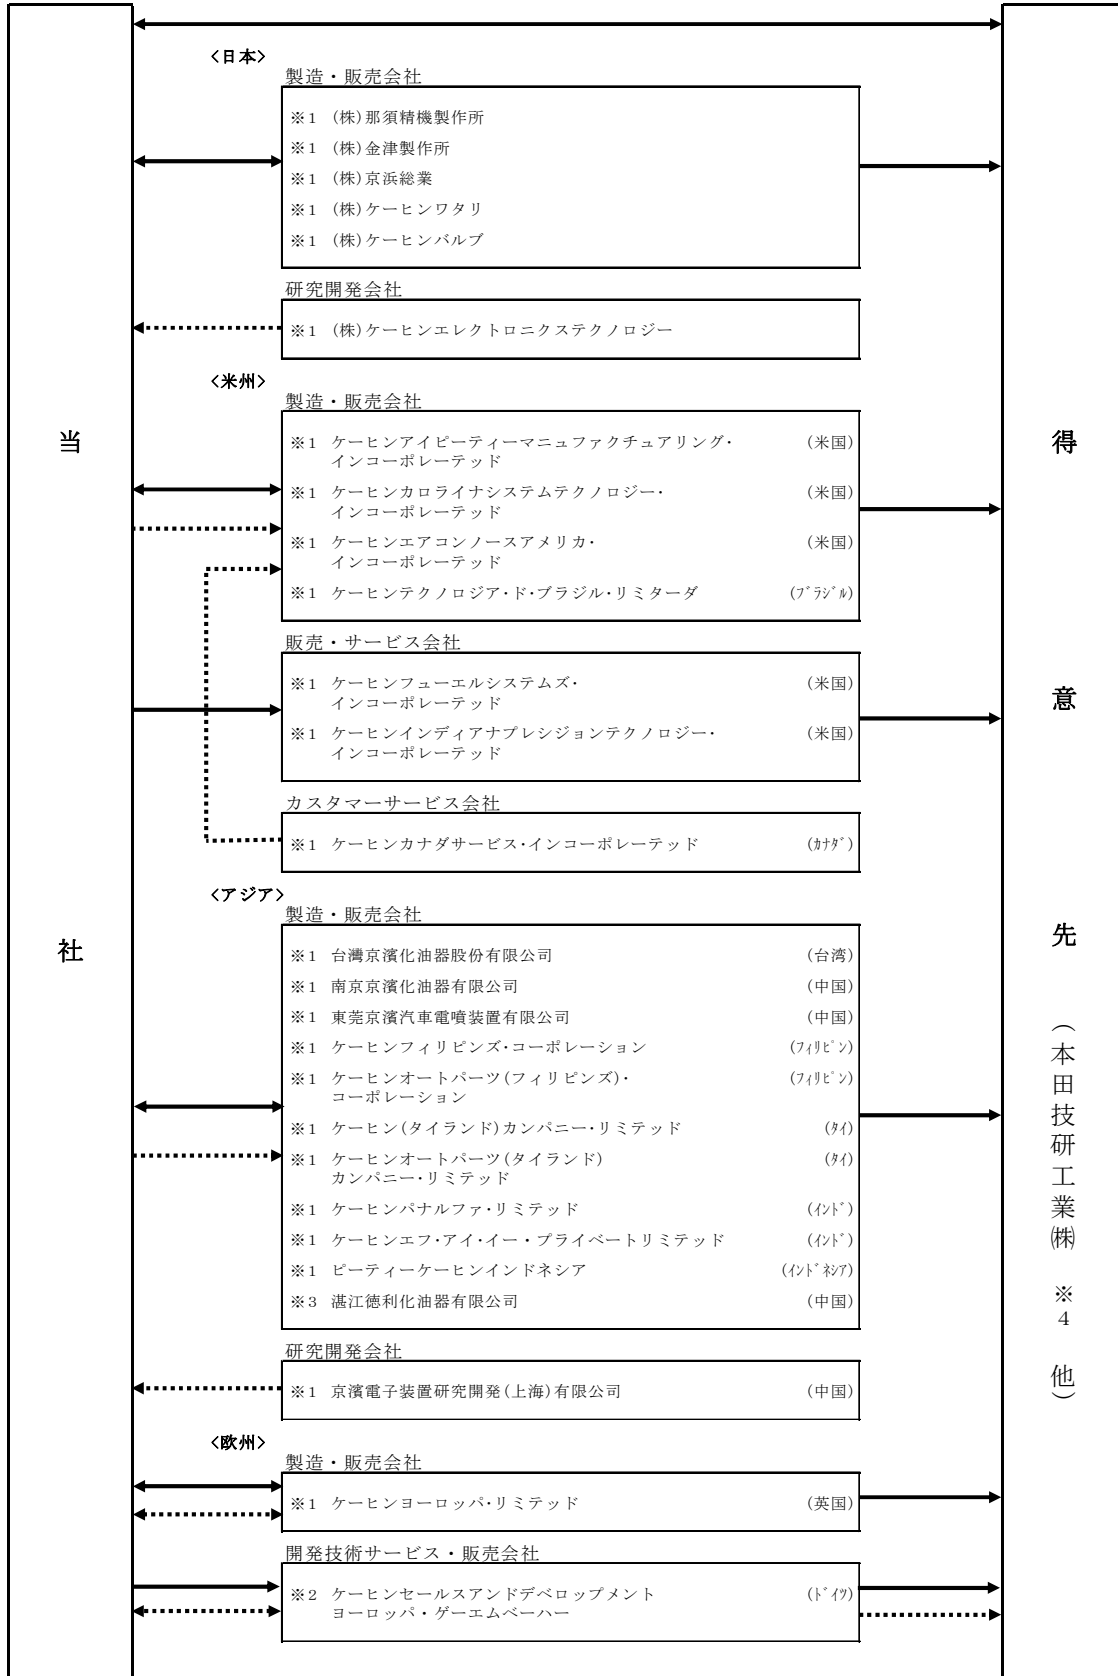 <日本>
製造・販売会社
※1 (株)那須精機製作所
※1 (株)金津製作所
※1 (株)京浜総業
※1 (株)ケーヒンワタリ
※1 (株)ケーヒンバルブ
研究開発会社
※1 (株)ケーヒンエレクトロニクステクノロジー
<米州>
製造・販売会社
※1 ケーヒンアイピーティーマニュファクチュアリング・ (米国)
インコーポレーテッド
※1 ケーヒンカロライナシステムテクノロジー・ (米国)
インコーポレーテッド
※1 ケーヒンエアコンノースアメリカ・ (米国)
インコーポレーテッド
※1 ケーヒンテクノロジア・ド・ブラジル・リミターダ (ブラジル)
販売・サービス会社
※1 ケーヒンフューエルシステムズ・ (米国)
インコーポレーテッド
※1 ケーヒンインディアナプレシジョンテクノロジー・ (米国)
インコーポレーテッド
カスタマーサービス会社
※1 ケーヒンカナダサービス・インコーポレーテッド (カナダ)
<アジア>
製造・販売会社
※1 台灣京濱化油器股份有限公司 (台湾)
※1 南京京濱化油器有限公司 (中国)
※1 東莞京濱汽車電噴装置有限公司 (中国)
※1 ケーヒンフィリピンズ・コーポレーション (フィリピン)
※1 ケーヒンオートパーツ(フィリピンズ)・ (フィリピン)
コーポレーション
※1 ケーヒン(タイランド)カンパニー・リミテッド (タイ)
※1 ケーヒンオートパーツ(タイランド) (タイ)
カンパニー・リミテッド
※1 ケーヒンパナルファ・リミテッド (インド)
※1 ケーヒンエフ・アイ・イー・プライベートリミテッド (インド)
※1 ピーティーケーヒンインドネシア (インドネシア)
※3 湛江德利化油器有限公司 (中国)
研究開発会社
※1 京濱電子装置研究開発(上海)有限公司 (中国)
<欧州>
製造・販売会社
※1 ケーヒンヨーロッパ・リミテッド (英国)
開発技術サービス・販売会社
※2 ケーヒンセールスアンドデベロップメント (ドイツ)
ヨーロッパ・ゲーエムベーハー
当社
得意先(本田技研工業㈱ ※4 他)